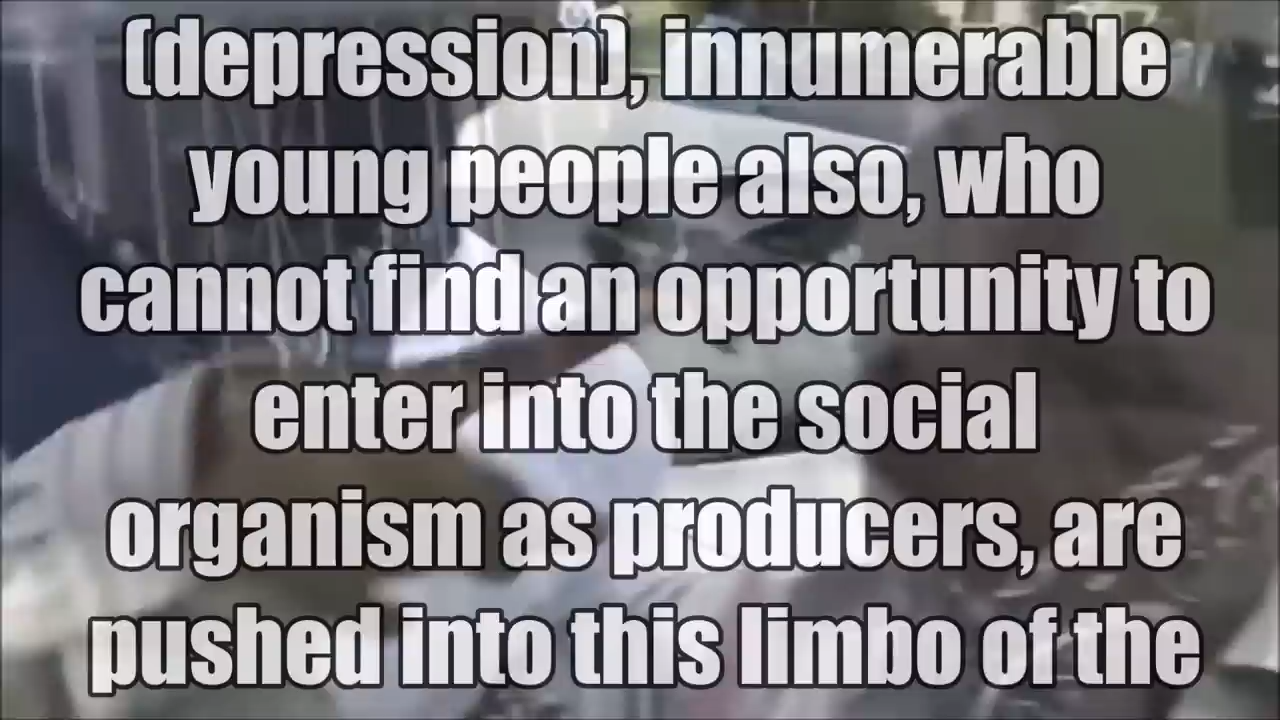 (depression), innumerable
young people also, who
cannot find an opportunity to
enter into the social
organism as producers, are
pushed into this limbo of the